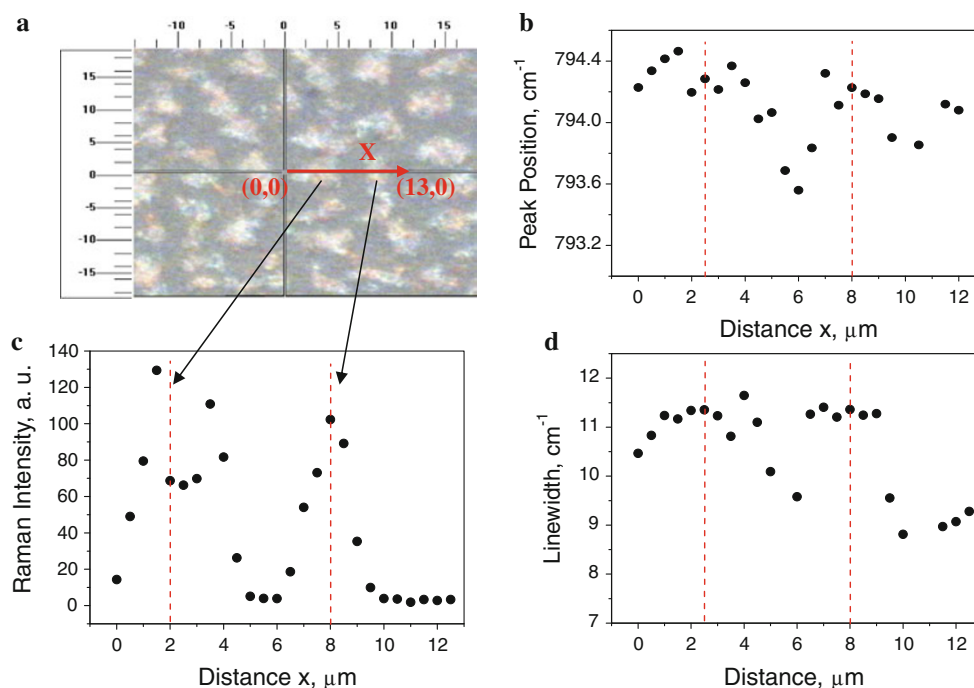 a
-10 -5 0 5 10 15
15
10
5
0
-5
-10
-15
X
(0,0)
(13,0)
b
794.4
794.0
793.6
793.2
Peak Position, cm-1
0 2 4 6 8 10 12
Distance x, μm
c
140
120
100
80
60
40
20
0
Raman Intensity, a. u.
0 2 4 6 8 10 12
Distance x, μm
d
12
11
10
9
8
7
Linewidth, cm-1
0 2 4 6 8 10 12
Distance, μm